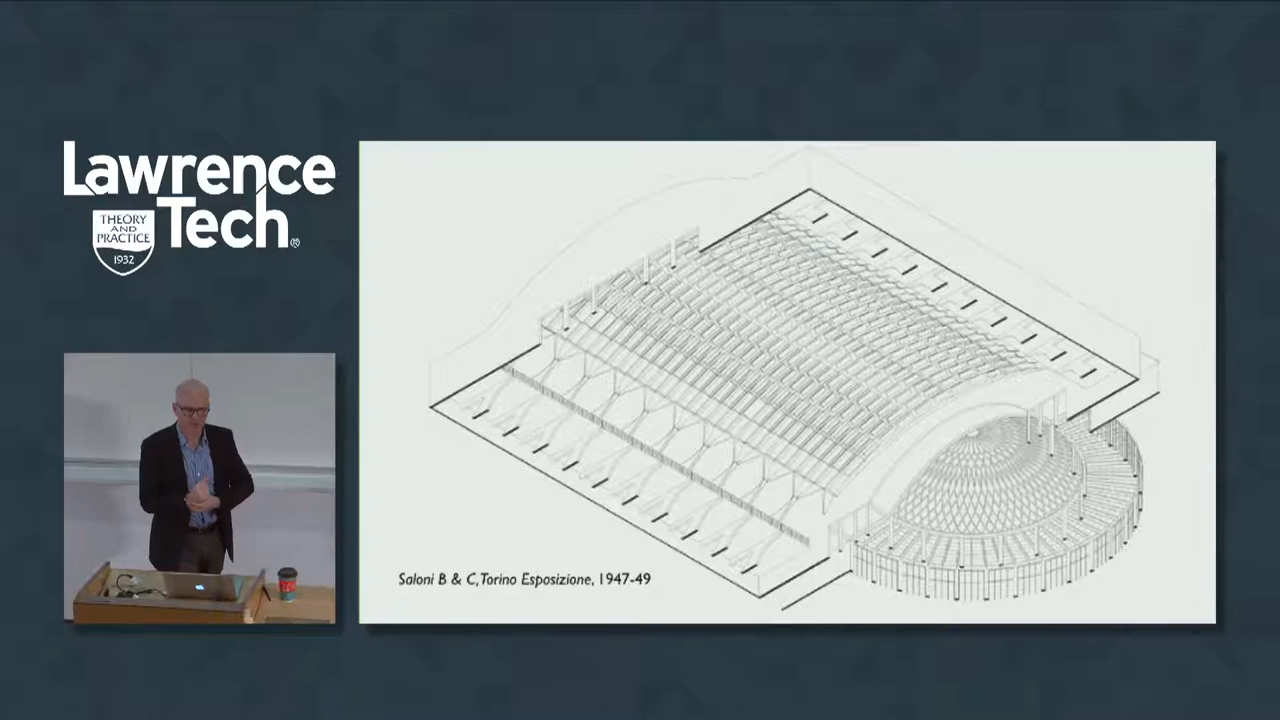 Lawrence
Tech®
THEORY
AND
PRACTICE
1932
Saloni B & C, Torino Esposizione, 1947-49